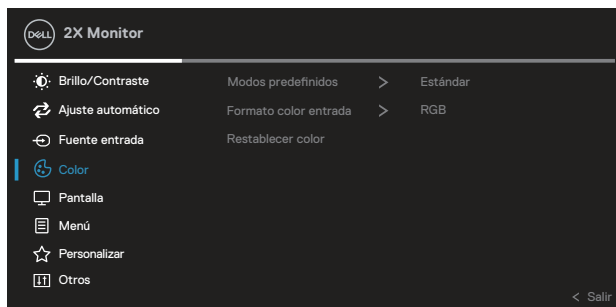 DELL 2X Monitor
Brillo/Contraste Modos predefinidos > Estándar
Ajuste automático Formato color entrada > RGB
Fuente entrada Restablecer color
Color
Pantalla
Menú
Personalizar
Otros
< Salir